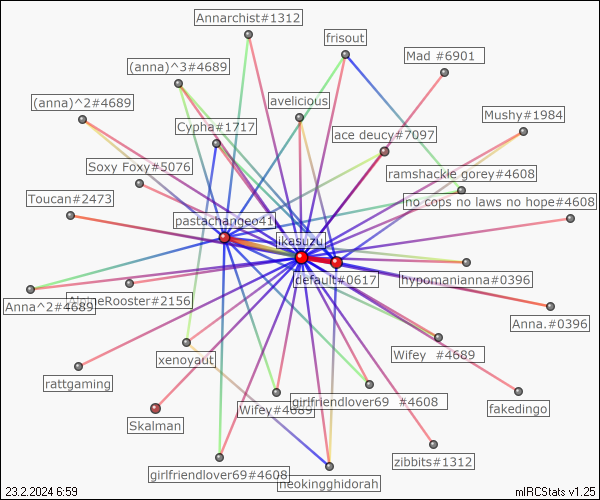 Annarchist#1312
frisout
Mad #6901
(anna)^3#4689
(anna)^2#4689
avelicious
Mushy#1984
Cypha#1717
ace deucy#7097
Soxy Foxy#5076
ramshackie gorey#4608
Toucan#2473
no cops no laws no hope#4608
pastachangeo41
ikasuzu
default#0617
hypomanianna#0396
Anna^2#4689
AlpineRooster#2156
Anna.#0396
xenoyaut
Wifey #4689
rattgaming
Wifey#4689
girlfriendlover69 #4608
fakedingo
Skalman
zibbits#1312
girlfriendlover69#4608
neokingghidorah
23.2.2024 6:59
mIRCStats v1.25